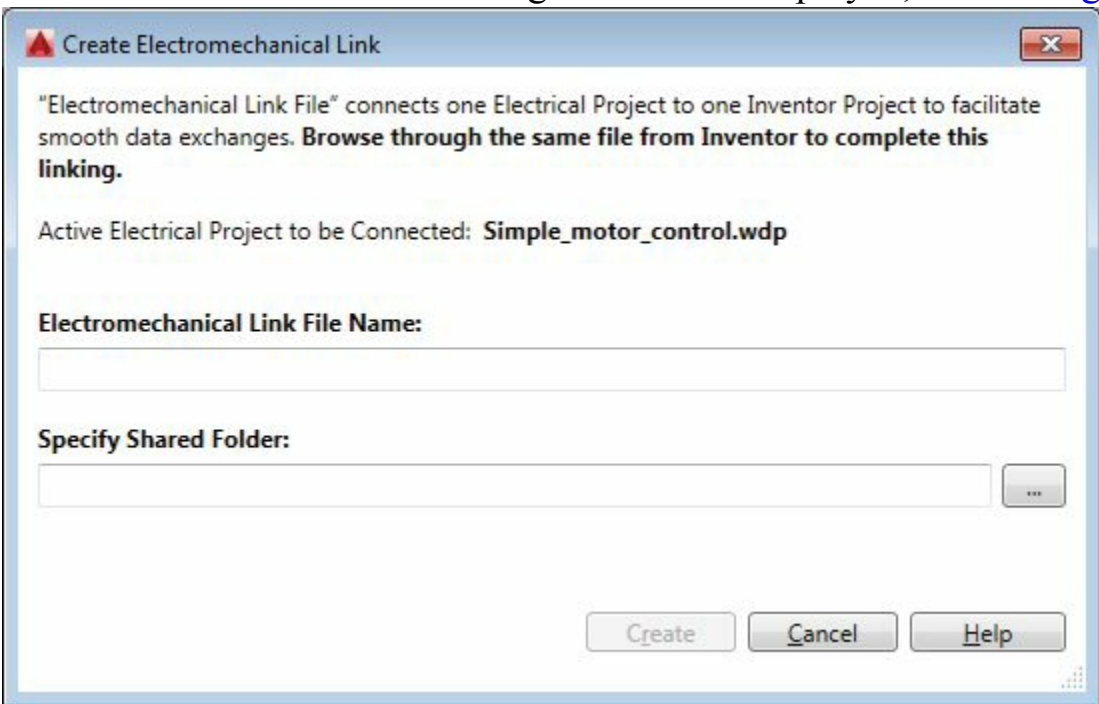 Create Electromechanical Link
"Electromechanical Link File" connects one Electrical Project to one Inventor Project to facilitate
smooth data exchanges. Browse through the same file from Inventor to complete this
linking.
Active Electrical Project to be Connected: Simple_motor_control.wdp
Electromechanical Link File Name:
Specify Shared Folder:
...
Create Cancel Help